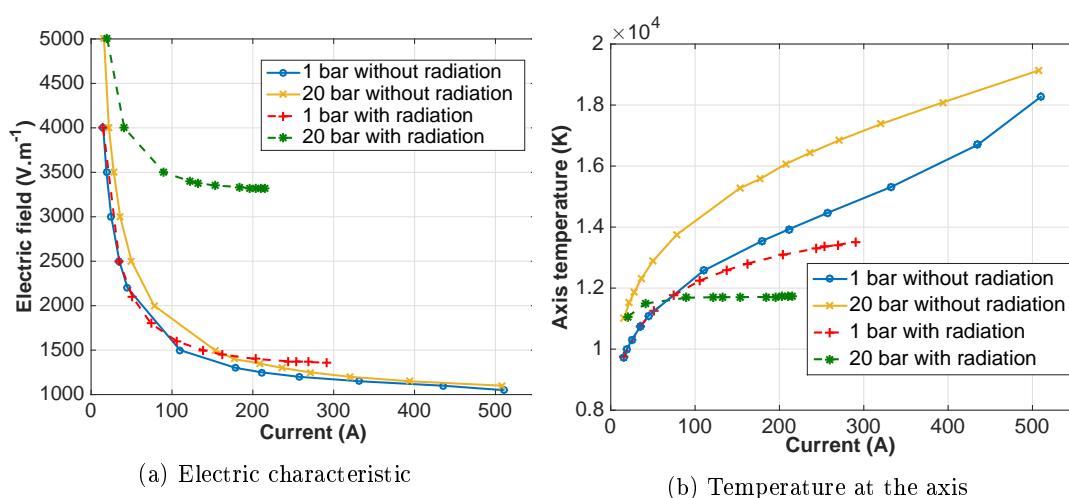 5000
4500
4000
3500
3000
2500
2000
1500
1000
0 100 200 300 400 500
Electric field (V.m⁻¹)
Current (A)
1 bar without radiation
20 bar without radiation
1 bar with radiation
20 bar with radiation
(a) Electric characteristic
×10⁴
2
1.8
1.6
1.4
1.2
1
0.8
0 100 200 300 400 500
Axis temperature (K)
Current (A)
1 bar without radiation
20 bar without radiation
1 bar with radiation
20 bar with radiation
(b) Temperature at the axis